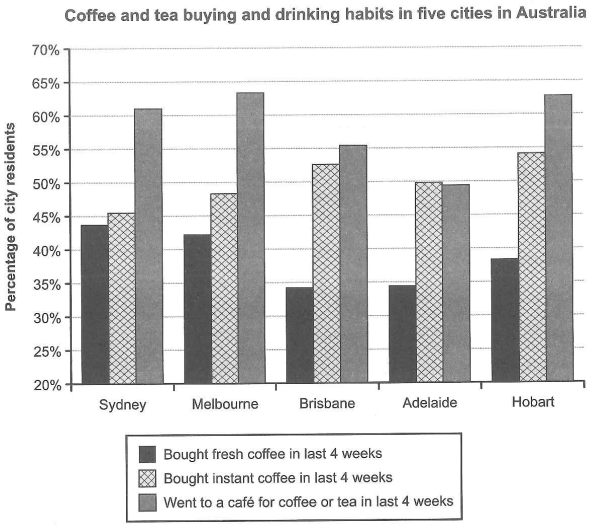 Coffee and tea buying and drinking habits in five cities in Australia
Percentage of city residents
70%
65%
60%
55%
50%
45%
40%
35%
30%
25%
20%
Sydney Melbourne Brisbane Adelaide Hobart
Bought fresh coffee in last 4 weeks
Bought instant coffee in last 4 weeks
Went to a café for coffee or tea in last 4 weeks